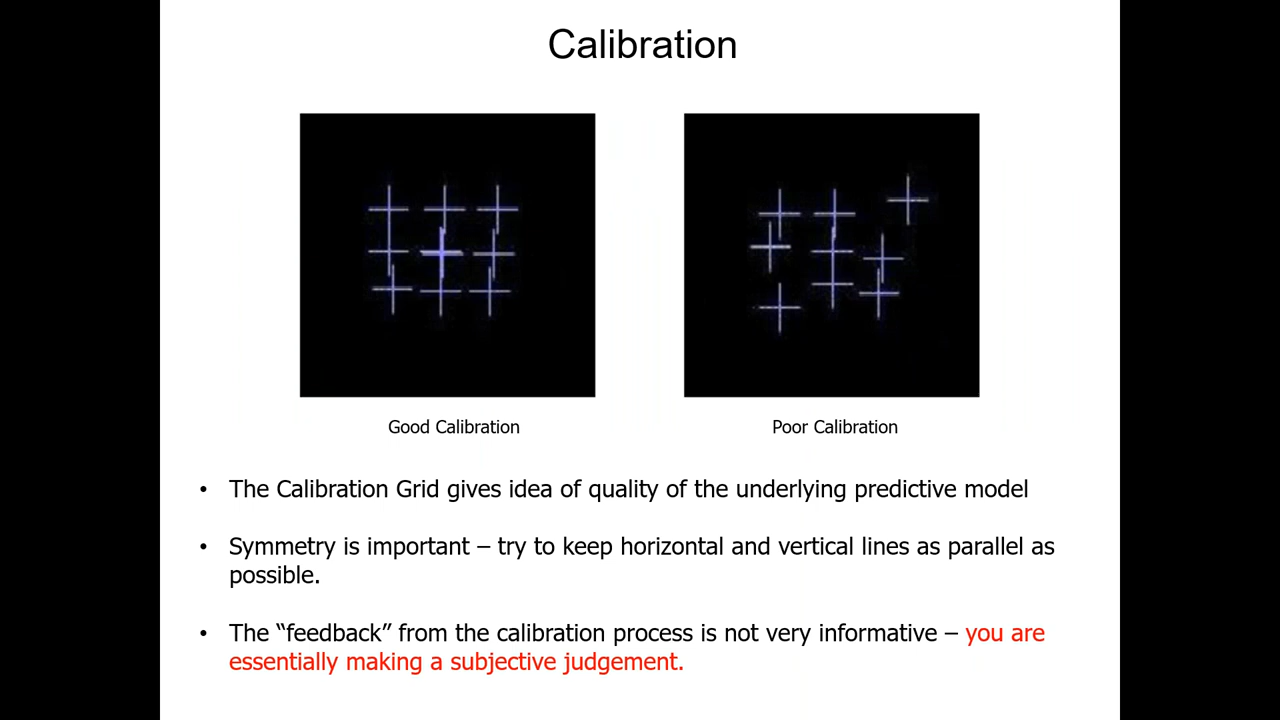 Calibration
Good Calibration
Poor Calibration
• The Calibration Grid gives idea of quality of the underlying predictive model
• Symmetry is important – try to keep horizontal and vertical lines as parallel as
possible.
• The “feedback” from the calibration process is not very informative – you are
essentially making a subjective judgement.